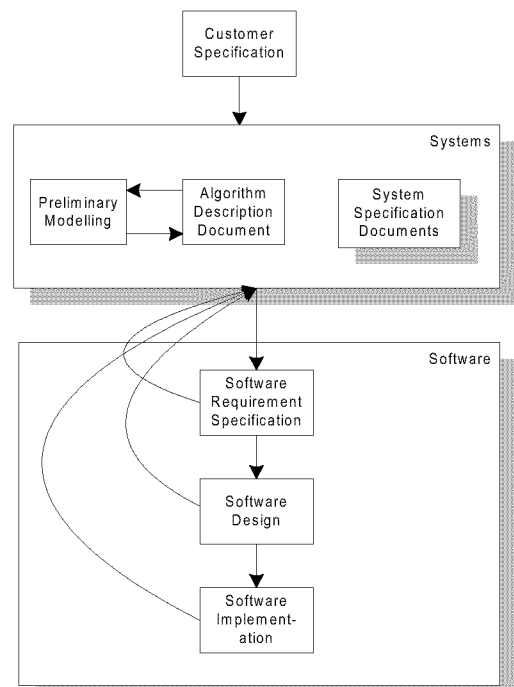 Customer
Specification
Systems
Preliminary
Modelling
Algorithm
Description
Document
System
Specification
Documents
Software
Software
Requirement
Specification
Software
Design
Software
Implement-
ation